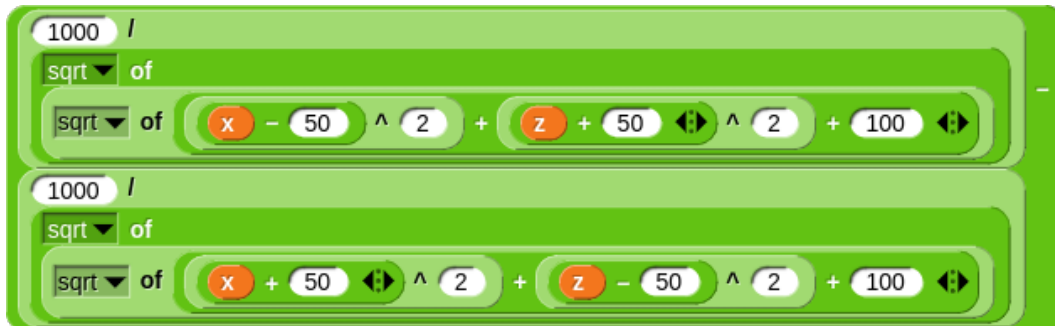 1000 /
sqrt of
sqrt of x - 50 ^ 2 + z + 50 ^ 2 + 100
-
1000 /
sqrt of
sqrt of x + 50 ^ 2 + z - 50 ^ 2 + 100